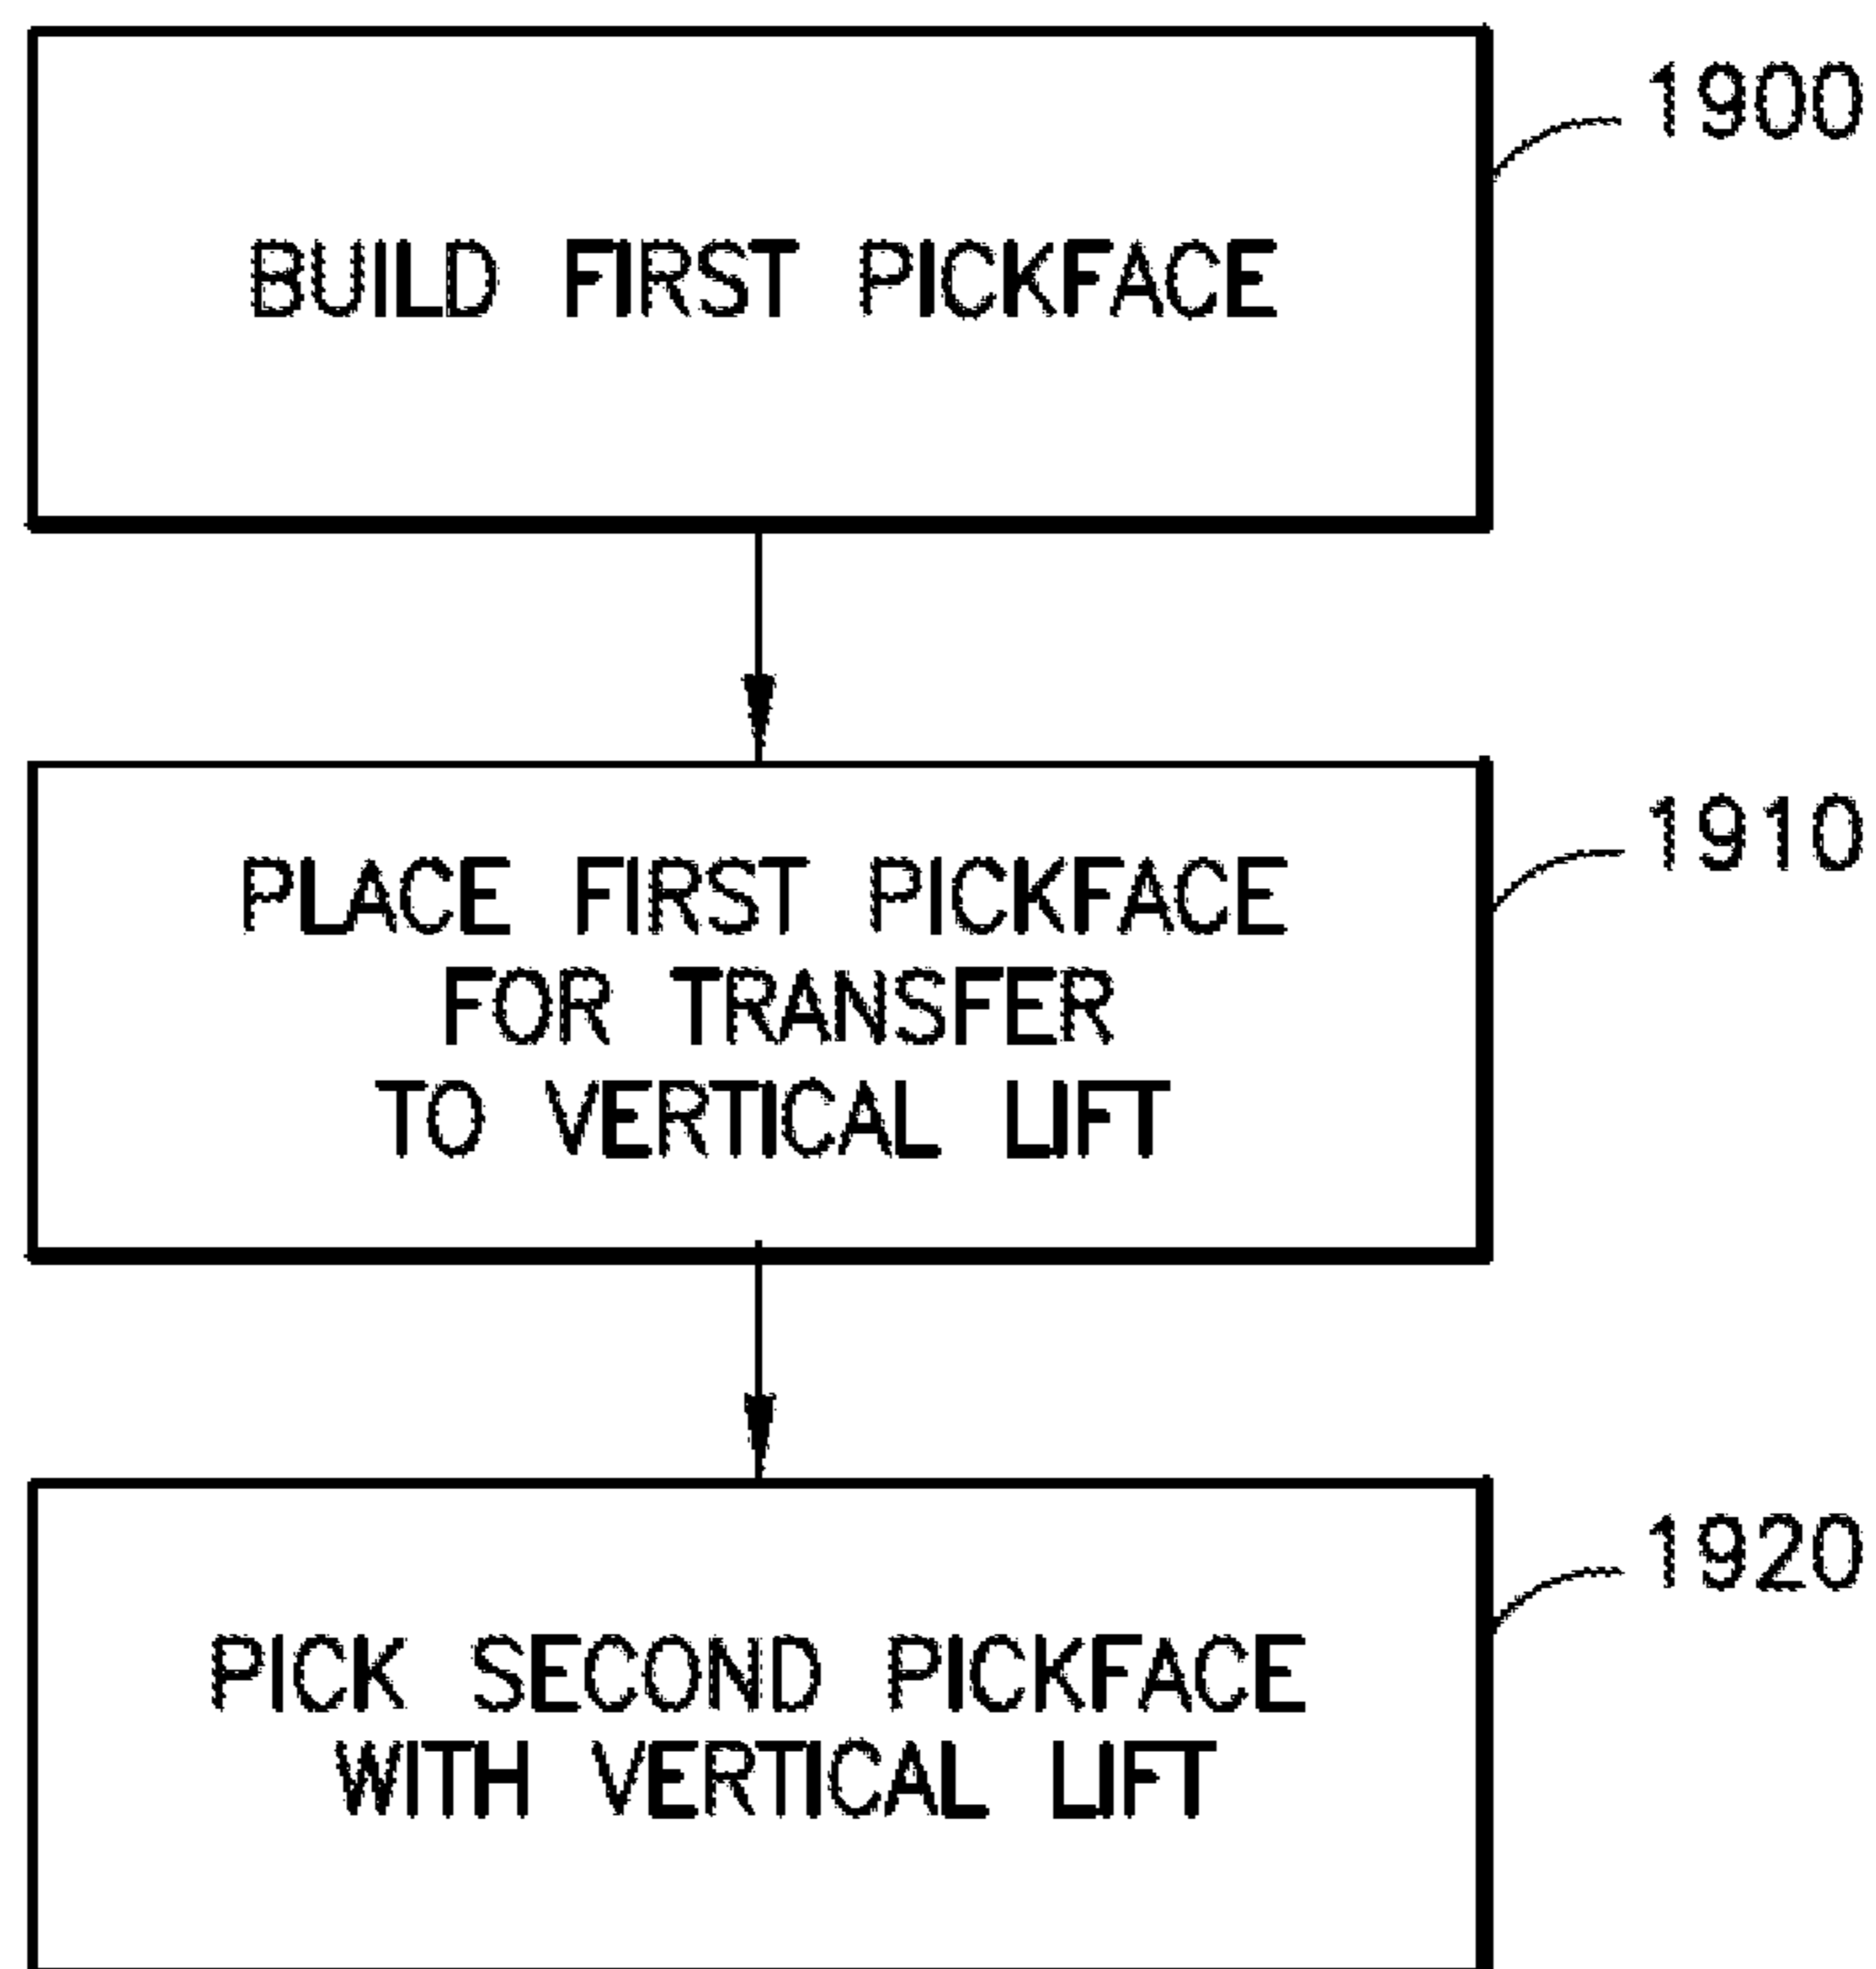 1900
BUILD FIRST PICKFACE
1910
PLACE FIRST PICKFACE
FOR TRANSFER
TO VERTICAL LIFT
1920
PICK SECOND PICKFACE
WITH VERTICAL LIFT